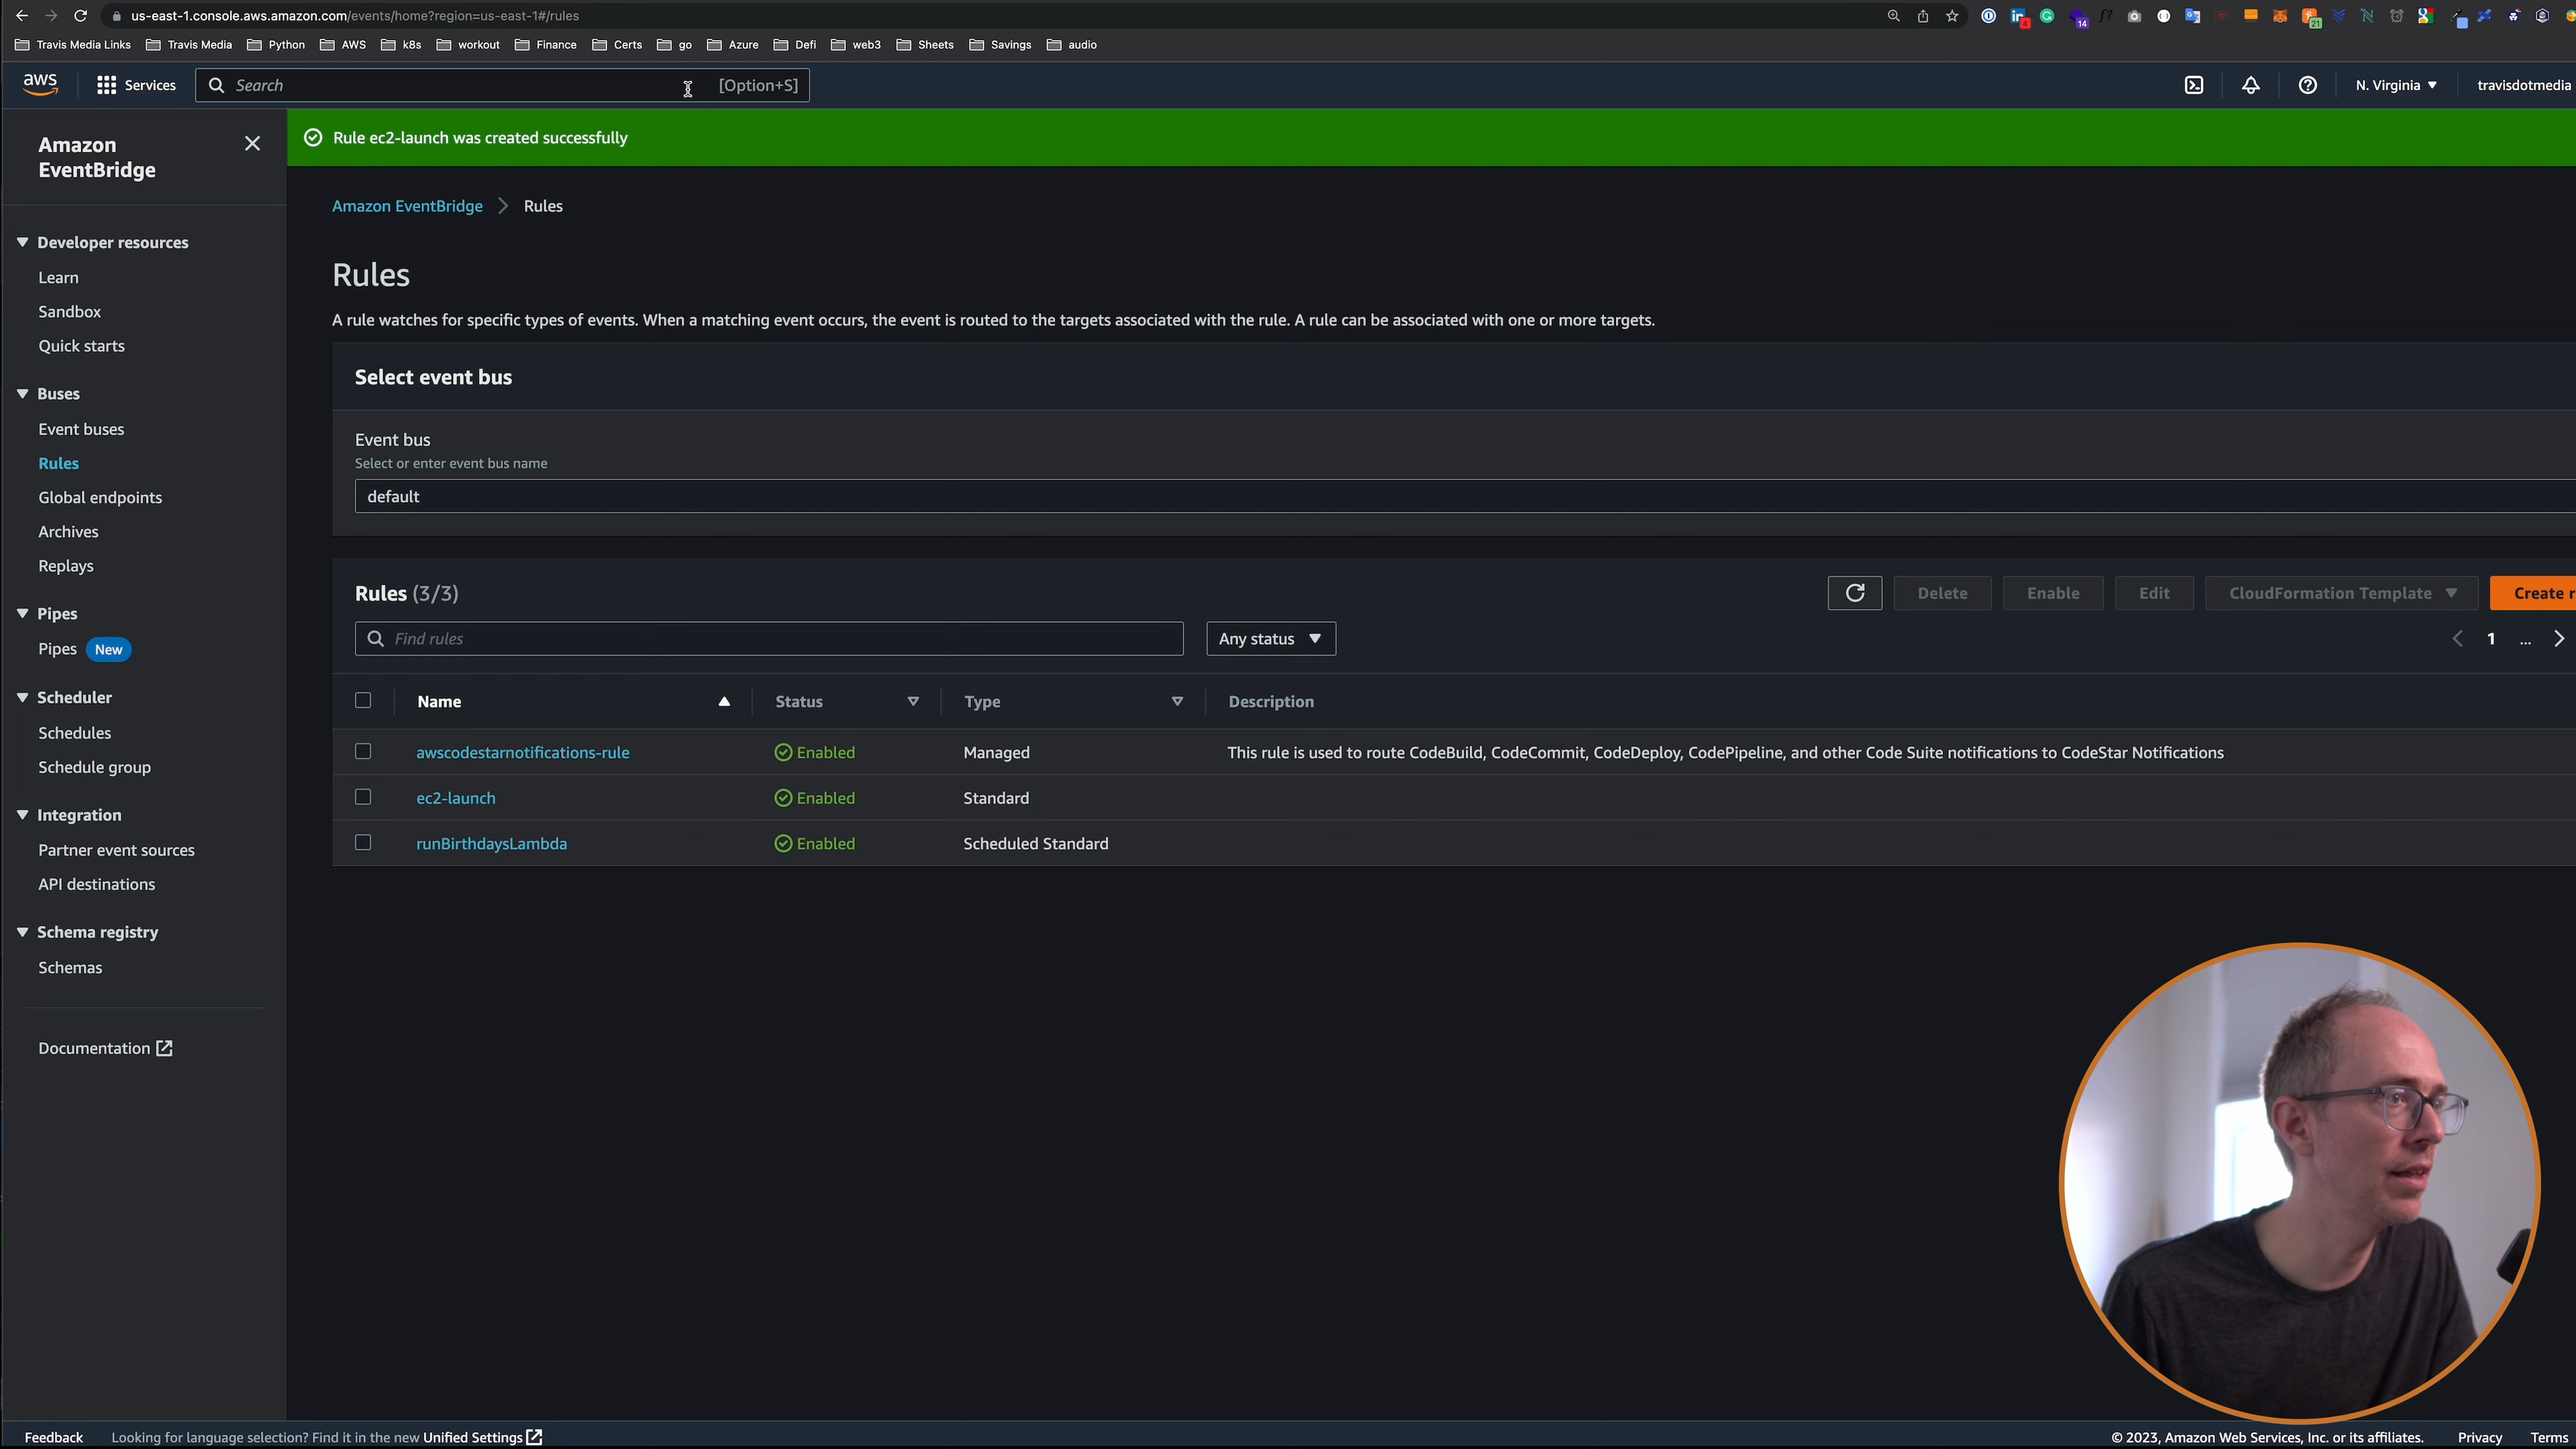 us-east-1.console.aws.amazon.com/events/home?region=us-east-1#/rules
Travis Media Links Travis Media Python AWS k8s workout Finance Certs go Azure Defi web3 Sheets Savings audio
aws Services Search [Option+S] N. Virginia travisdotmedia
Amazon
EventBridge
Developer resources
Learn
Sandbox
Quick starts
Buses
Event buses
Rules
Global endpoints
Archives
Replays
Pipes
Pipes New
Scheduler
Schedules
Schedule group
Integration
Partner event sources
API destinations
Schema registry
Schemas
Documentation
Rule ec2-launch was created successfully
Amazon EventBridge Rules
Rules
A rule watches for specific types of events. When a matching event occurs, the event is routed to the targets associated with the rule. A rule can be associated with one or more targets.
Select event bus
Event bus
Select or enter event bus name
default
Rules (3/3) Delete Enable Edit CloudFormation Template Create r
Find rules Any status 1 ...
Name Status Type Description
awscodestarnotifications-rule Enabled Managed This rule is used to route CodeBuild, CodeCommit, CodeDeploy, CodePipeline, and other Code Suite notifications to CodeStar Notifications
ec2-launch Enabled Standard
runBirthdaysLambda Enabled Scheduled Standard
Feedback Looking for language selection? Find it in the new Unified Settings © 2023, Amazon Web Services, Inc. or its affiliates. Privacy Terms